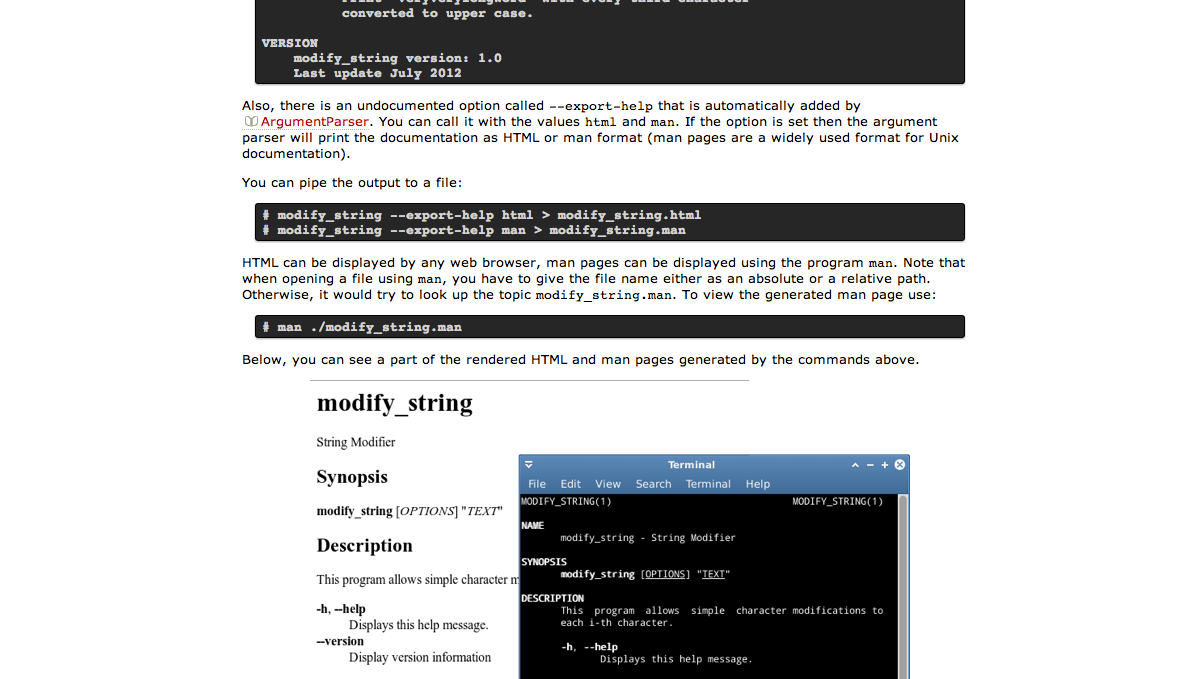 converted to upper case.
VERSION
modify_string version: 1.0
Last update July 2012
Also, there is an undocumented option called --export-help that is automatically added by
ArgumentParser. You can call it with the values html and man. If the option is set then the argument
parser will print the documentation as HTML or man format (man pages are a widely used format for Unix
documentation).
You can pipe the output to a file:
# modify_string --export-help html > modify_string.html
# modify_string --export-help man > modify_string.man
HTML can be displayed by any web browser, man pages can be displayed using the program man. Note that
when opening a file using man, you have to give the file name either as an absolute or a relative path.
Otherwise, it would try to look up the topic modify_string.man. To view the generated man page use:
# man ./modify_string.man
Below, you can see a part of the rendered HTML and man pages generated by the commands above.
modify_string
String Modifier
Synopsis
modify_string [OPTIONS] "TEXT"
Description
This program allows simple character m
-h, --help
Displays this help message.
--version
Display version information
Terminal
File Edit View Search Terminal Help
MODIFY_STRING(1) MODIFY_STRING(1)
NAME
modify_string - String Modifier
SYNOPSIS
modify_string [OPTIONS] "TEXT"
DESCRIPTION
This program allows simple character modifications to
each i-th character.
-h, --help
Displays this help message.